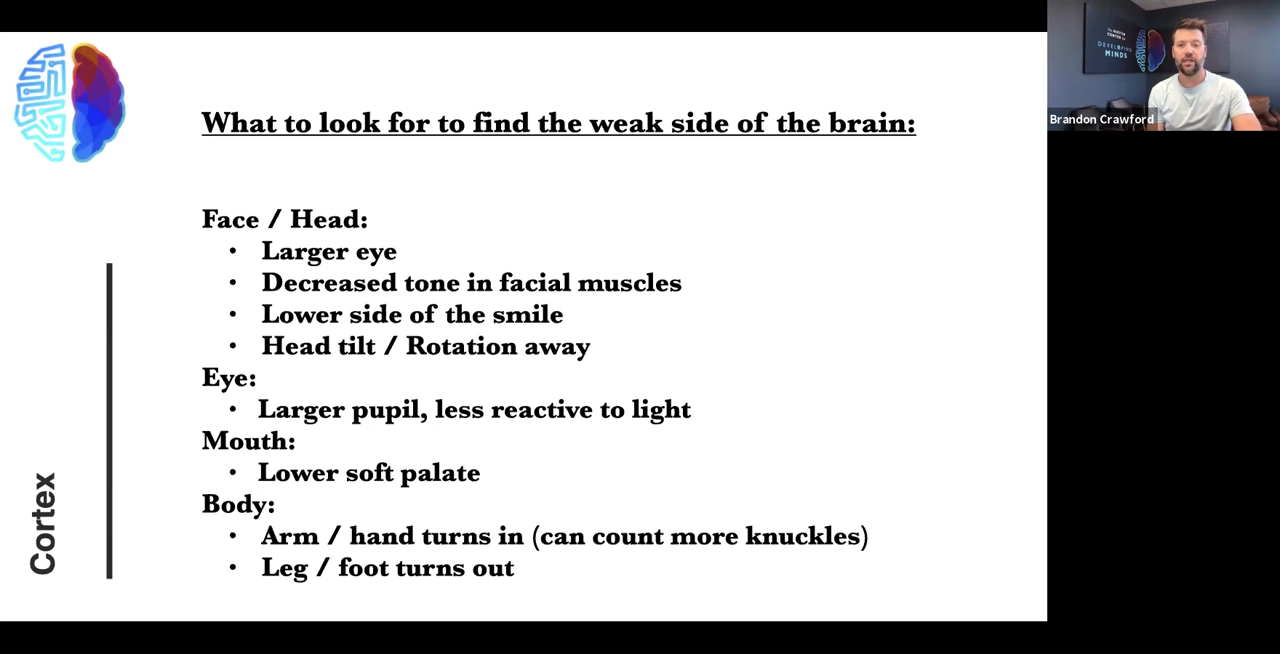 What to look for to find the weak side of the brain:
Face / Head:
• Larger eye
• Decreased tone in facial muscles
• Lower side of the smile
• Head tilt / Rotation away
Eye:
• Larger pupil, less reactive to light
Mouth:
• Lower soft palate
Body:
• Arm / hand turns in (can count more knuckles)
• Leg / foot turns out
Cortex
DEVELOPING
MINDS
Brandon Crawford